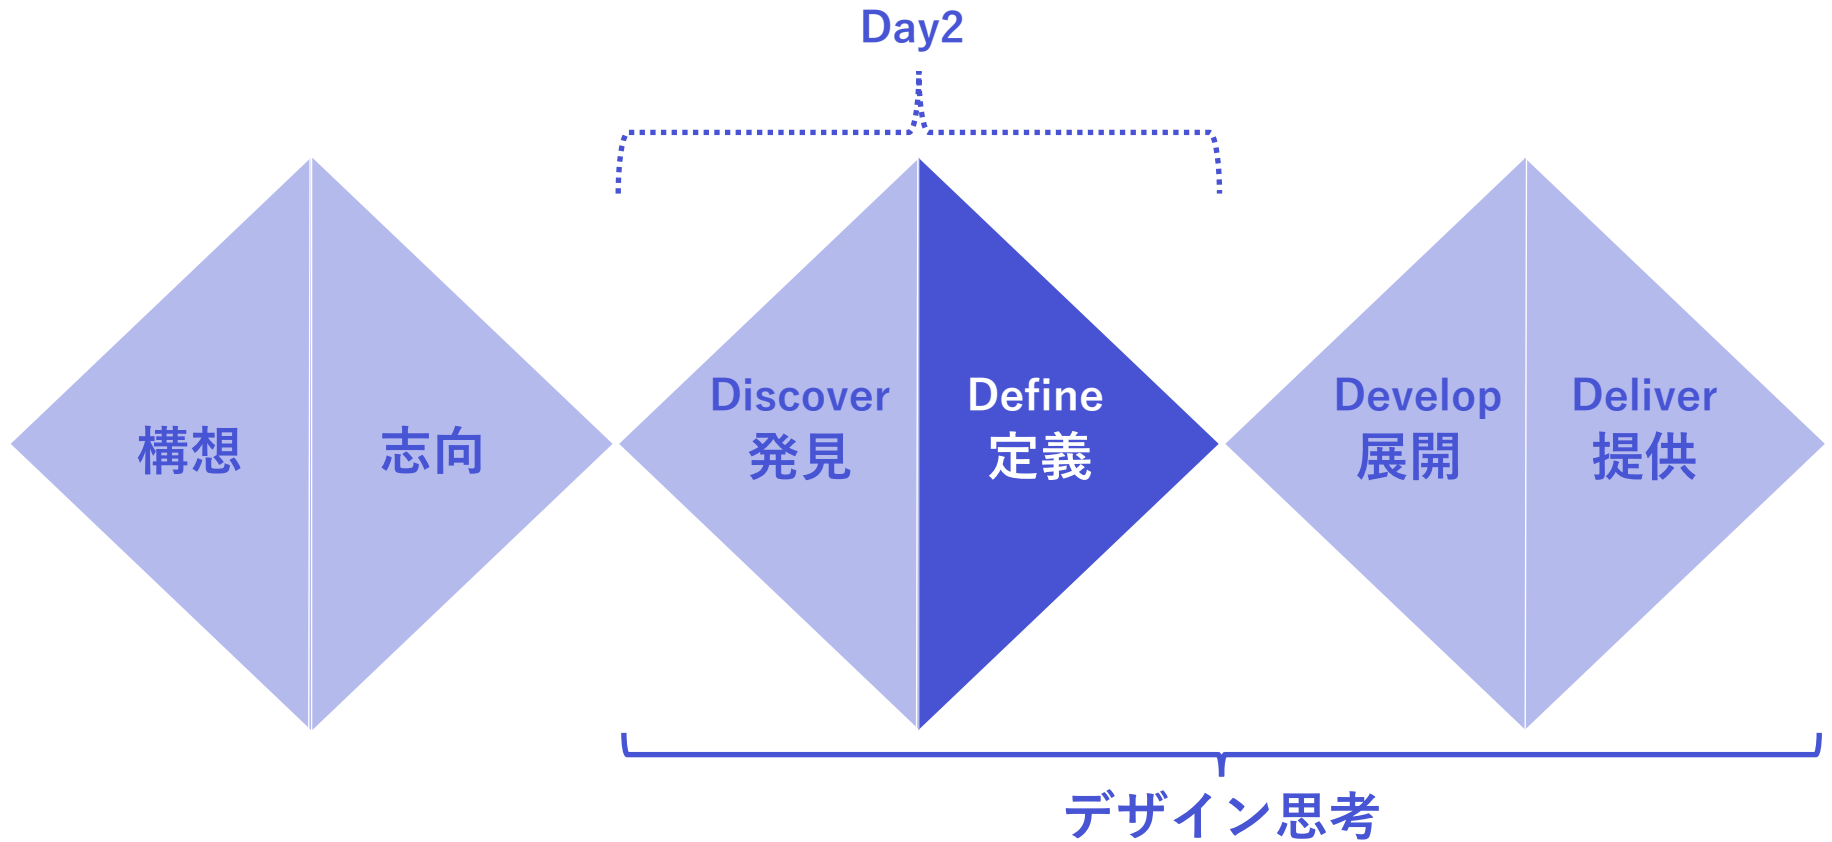 Day2
構想
志向
Discover
発見
Define
定義
Develop
展開
Deliver
提供
デザイン思考